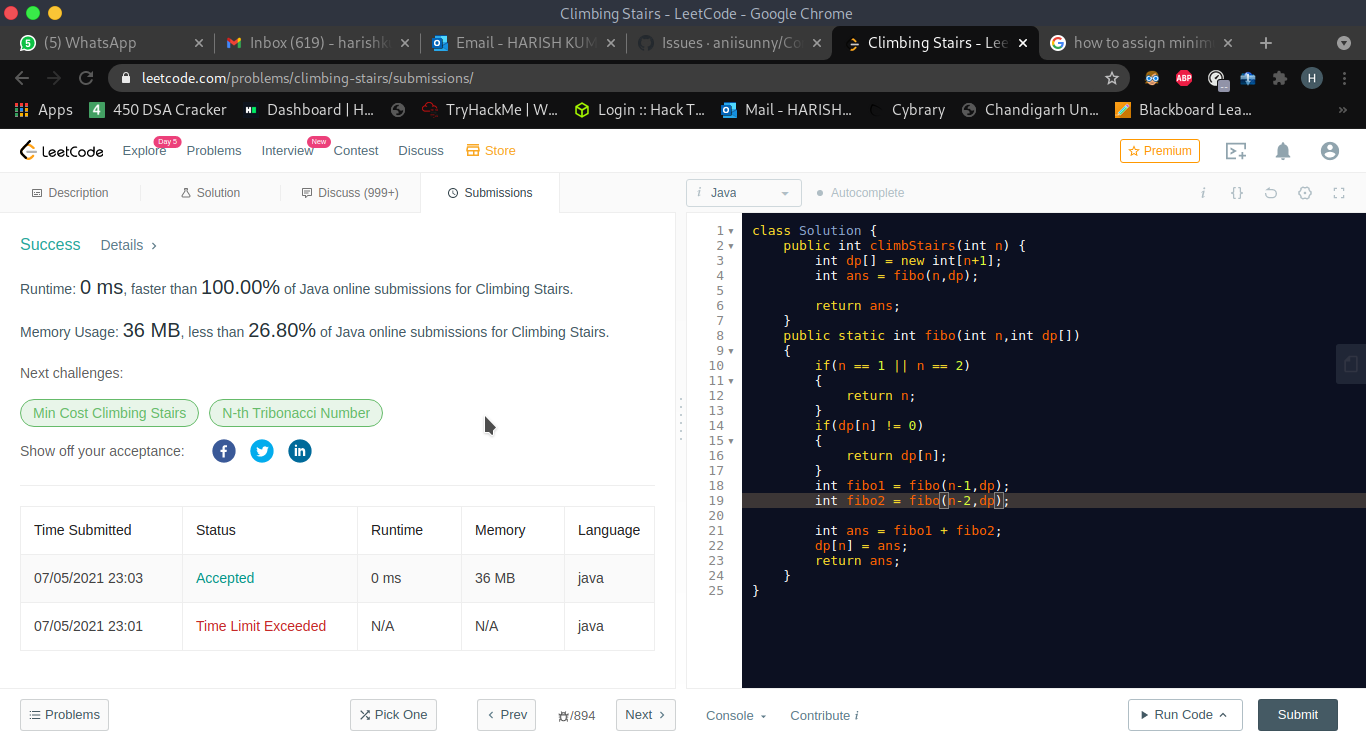 Climbing Stairs - LeetCode - Google Chrome
5 (5) WhatsApp
Inbox (619) - harishk
Email - HARISH KUM
Issues · aniisunny/Co
Climbing Stairs - Lee
how to assign minim
leetcode.com/problems/climbing-stairs/submissions/
ABP
H
Apps
4 450 DSA Cracker
Dashboard | H...
TryHackMe | W...
Login :: Hack T...
Mail - HARISH...
Cybrary
Chandigarh Un...
Blackboard Lea...
»
LeetCode
Explore Day 5
Problems
Interview New
Contest
Discuss
Store
Premium
Description
Solution
Discuss (999+)
Submissions
i Java
Autocomplete
i {}
Success Details ›
Runtime: 0 ms, faster than 100.00% of Java online submissions for Climbing Stairs.
Memory Usage: 36 MB, less than 26.80% of Java online submissions for Climbing Stairs.
Next challenges:
Min Cost Climbing Stairs
N-th Tribonacci Number
Show off your acceptance: f in
Time Submitted Status Runtime Memory Language
07/05/2021 23:03 Accepted 0 ms 36 MB java
07/05/2021 23:01 Time Limit Exceeded N/A N/A java
1 class Solution {
2 public int climbStairs(int n) {
3 int dp[] = new int[n+1];
4 int ans = fibo(n,dp);
5
6 return ans;
7 }
8 public static int fibo(int n,int dp[])
9 {
10 if(n == 1 || n == 2)
11 {
12 return n;
13 }
14 if(dp[n] != 0)
15 {
16 return dp[n];
17 }
18 int fibo1 = fibo(n-1,dp);
19 int fibo2 = fibo(n-2,dp);
20
21 int ans = fibo1 + fibo2;
22 dp[n] = ans;
23 return ans;
24 }
25 }
Problems
Pick One
‹ Prev
/894
Next ›
Console
Contribute i
Run Code
Submit